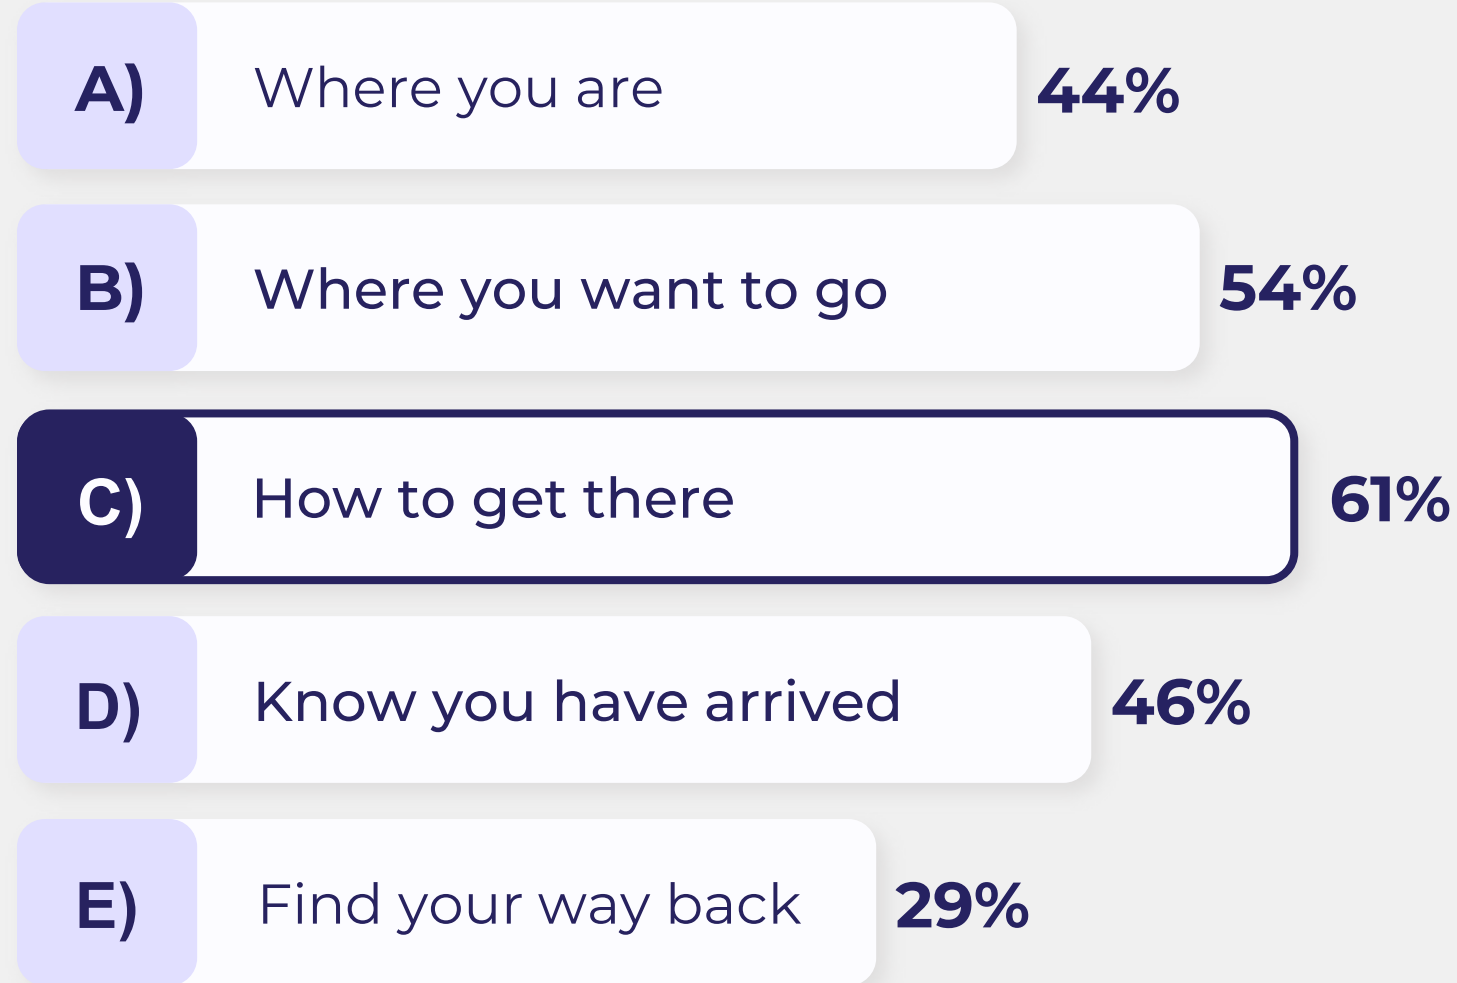 A) Where you are 44%
B) Where you want to go 54%
C) How to get there 61%
D) Know you have arrived 46%
E) Find your way back 29%